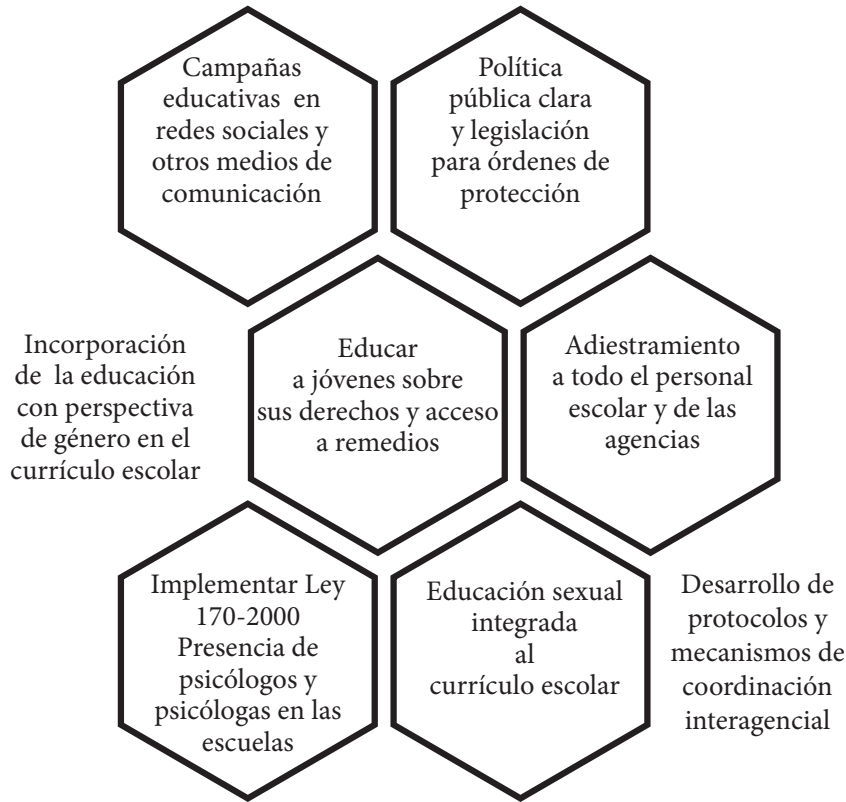 Campañas
educativas en
redes sociales y
otros medios de
comunicación
Política
pública clara
y legislación
para órdenes de
protección
Incorporación
de la educación
con perspectiva
de género en el
currículo escolar
Educar
a jóvenes sobre
sus derechos y acceso
a remedios
Adiestramiento
a todo el personal
escolar y de las
agencias
Implementar Ley
170-2000
Presencia de
psicólogos y
psicólogas en las
escuelas
Educación sexual
integrada
al
currículo escolar
Desarrollo de
protocolos y
mecanismos de
coordinación
interagencial